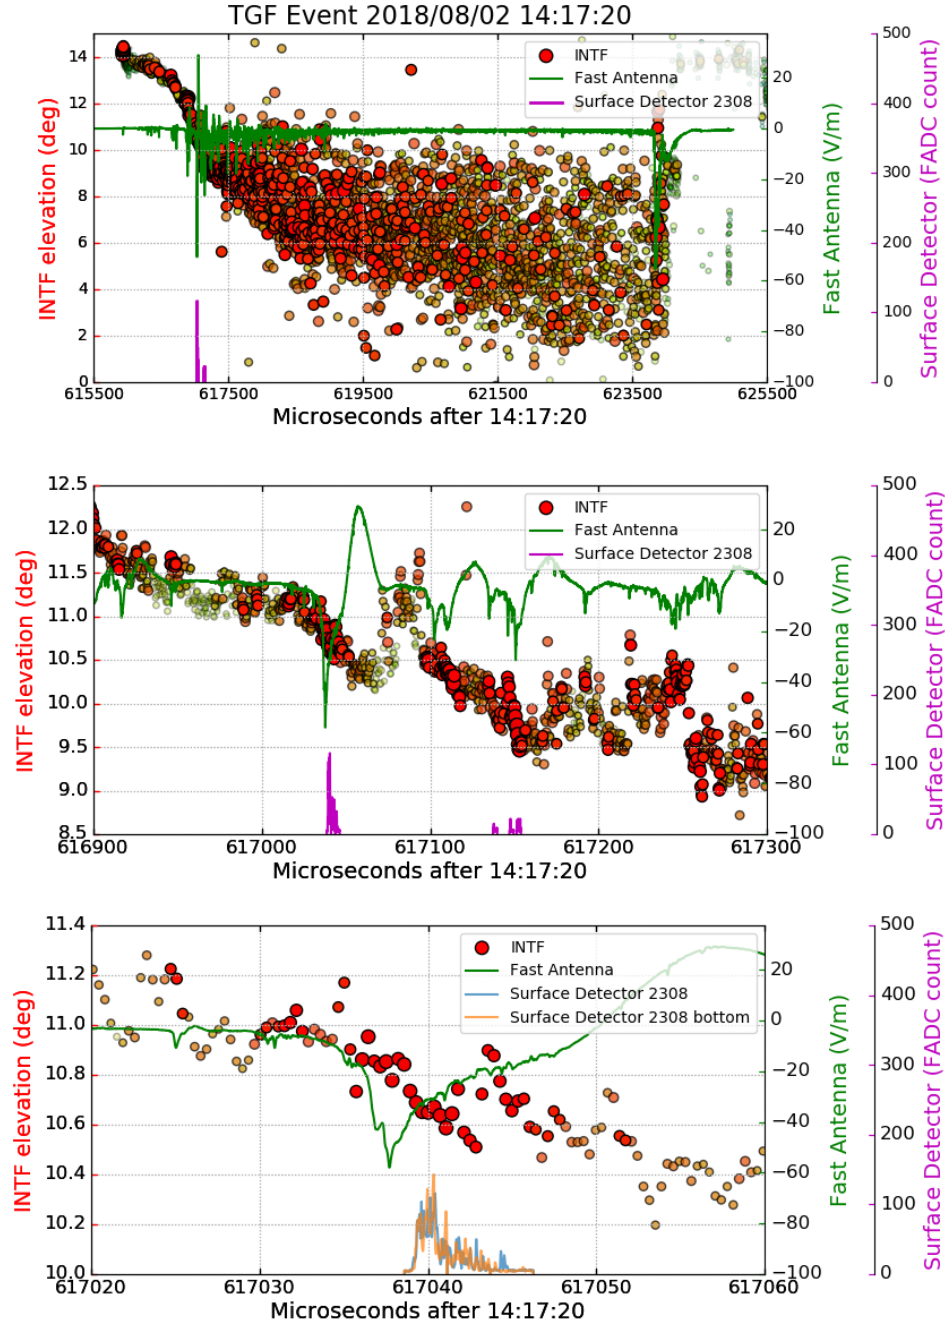 TGF Event 2018/08/02 14:17:20
14
12
10
8
6
4
2
0
INTF elevation (deg)
INTF
Fast Antenna
Surface Detector 2308
20
0
−20
−40
−60
−80
−100
Fast Antenna (V/m)
500
400
300
200
100
0
Surface Detector (FADC count)
615500 617500 619500 621500 623500 625500
Microseconds after 14:17:20
12.5
12.0
11.5
11.0
10.5
10.0
9.5
9.0
8.5
INTF elevation (deg)
INTF
Fast Antenna
Surface Detector 2308
20
0
−20
−40
−60
−80
−100
Fast Antenna (V/m)
500
400
300
200
100
0
Surface Detector (FADC count)
616900 617000 617100 617200 617300
Microseconds after 14:17:20
11.4
11.2
11.0
10.8
10.6
10.4
10.2
10.0
INTF elevation (deg)
INTF
Fast Antenna
Surface Detector 2308
Surface Detector 2308 bottom
20
0
−20
−40
−60
−80
−100
Fast Antenna (V/m)
500
400
300
200
100
0
Surface Detector (FADC count)
617020 617030 617040 617050 617060
Microseconds after 14:17:20